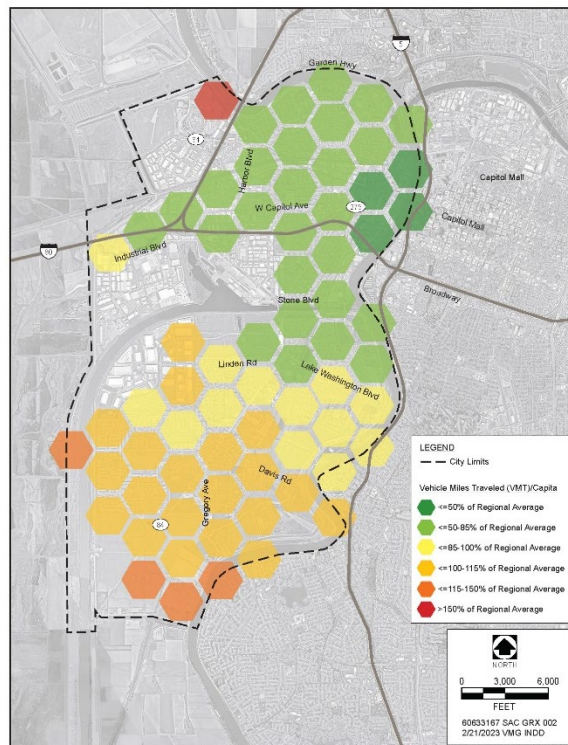 5
Garden Hwy
84
Harbor Blvd
Capitol Mall
275
W Capitol Ave
Capitol Mall
80
Industrial Blvd
Broudway
Stone Blvd
Linden Rd
Lake Washington Blvd
Davis Rd
Gregory Ave
84
LEGEND
City Limits
Vehicle Miles Traveled (VMT)/Capita
<=50% of Regional Average
<=50-85% of Regional Average
<=85-100% of Regional Average
<=100-115% of Regional Average
<=115-150% of Regional Average
>150% of Regional Average
NORTH
0 3,000 6,000
FEET
60633167 SAC GRX 002
2/21/2023 VMG INDD